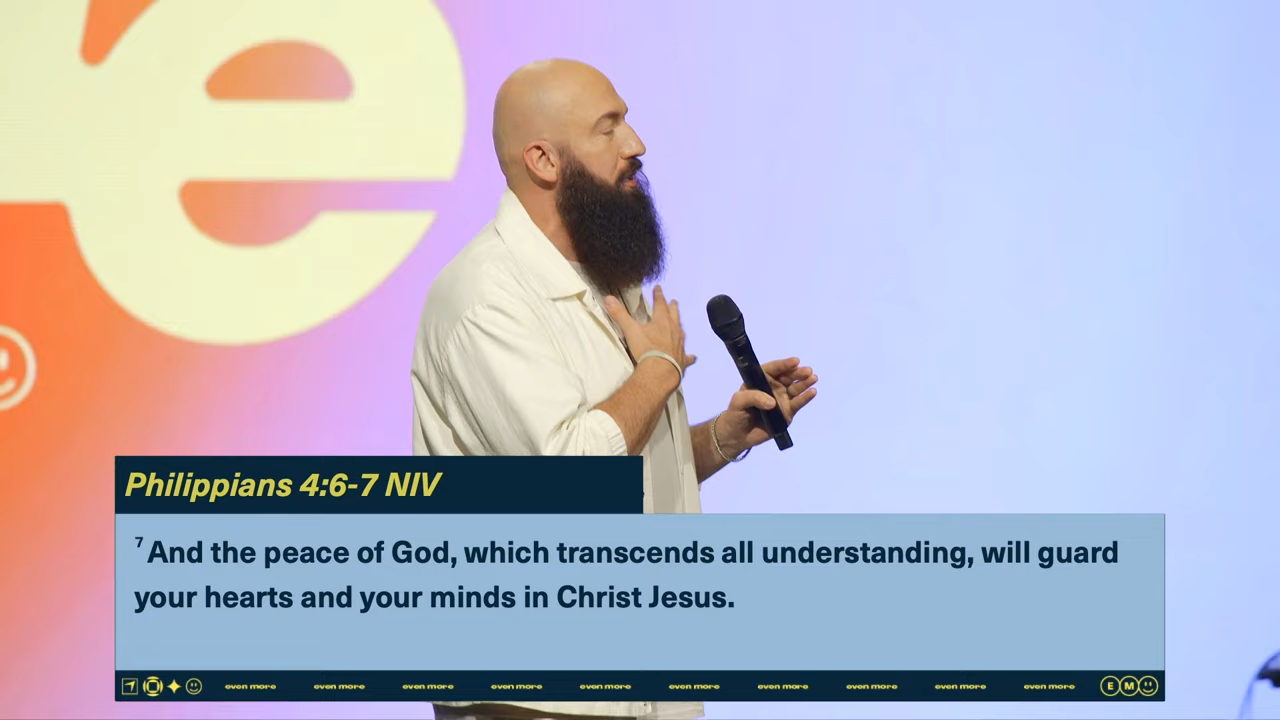 e
Philippians 4:6-7 NIV
7 And the peace of God, which transcends all understanding, will guard
your hearts and your minds in Christ Jesus.
even more even more even more even more even more even more even more even more even more even more E M